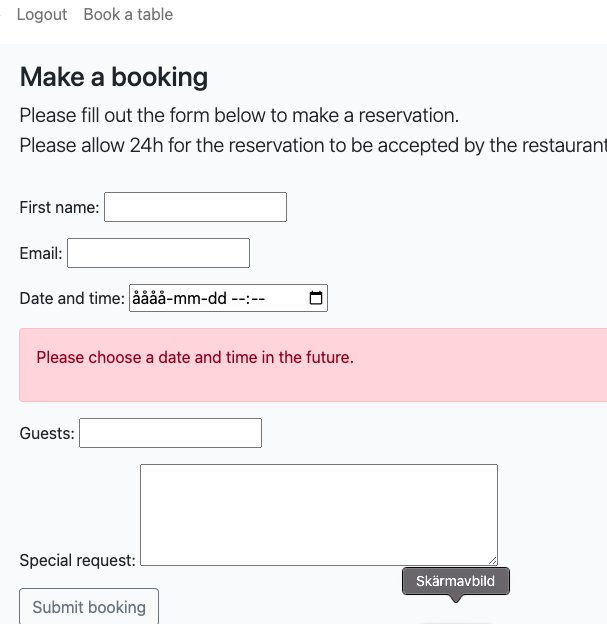 Logout Book a table
Make a booking
Please fill out the form below to make a reservation.
Please allow 24h for the reservation to be accepted by the restaurant
First name:
Email:
Date and time: åååå-mm-dd --:--
Please choose a date and time in the future.
Guests:
Special request:
Skärmavbild
Submit booking